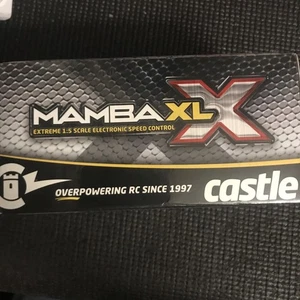 MAMBA XL X
EXTREME 1:5 SCALE ELECTRONIC SPEED CONTROL
OVERPOWERING RC SINCE 1997
castle